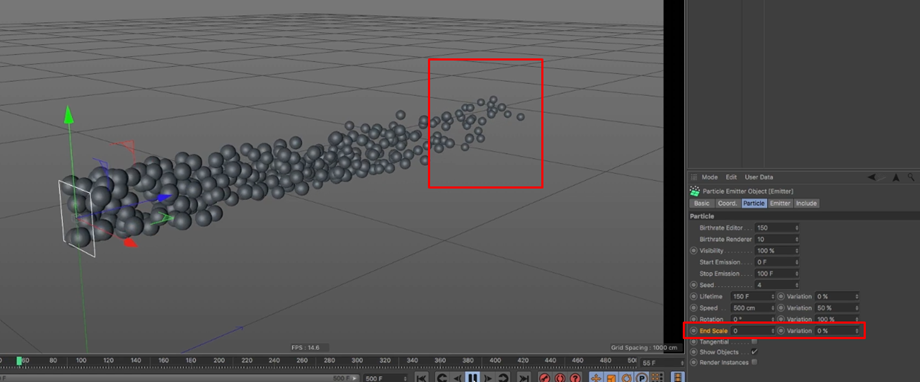 Mode Edit User Data
Particle Emitter Object [Emitter]
Basic Coord. Particle Emitter Include
Particle
Birthrate Editor . . . 150
Birthrate Renderer 10
Visibility . . . . . . . . 100 %
Start Emission . . . . 0 F
Stop Emission . . . . 100 F
Seed . . . . . . . . . . . 4
Lifetime 150 F Variation 0 %
Speed . . 500 cm Variation 50 %
Rotation 0 ° Variation 100 %
End Scale 0 Variation 0 %
Tangential . . . . . .
Show Objects . . .
Render Instances
FPS : 14.6
Grid Spacing : 1000 cm
80 100 120 140 160 180 200 220 240 260 280 300 320 340 360 380 400 420 440 460 480 500 55 F
500 F 500 F